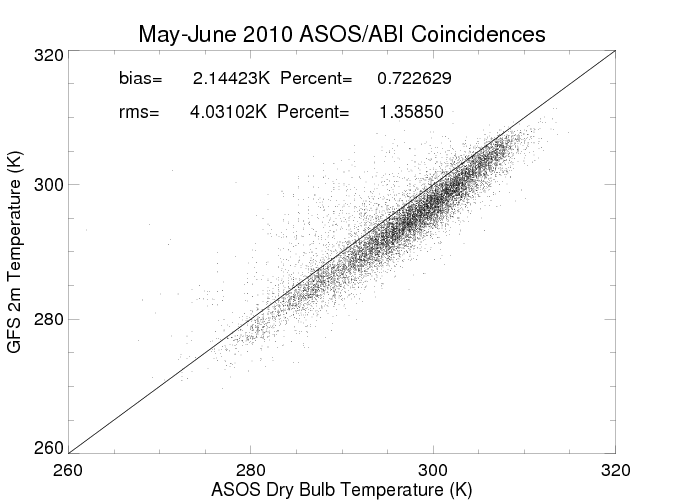 May-June 2010 ASOS/ABI Coincidences
bias= 2.14423K Percent= 0.722629
rms= 4.03102K Percent= 1.35850
320
300
280
260
GFS 2m Temperature (K)
260 280 300 320
ASOS Dry Bulb Temperature (K)